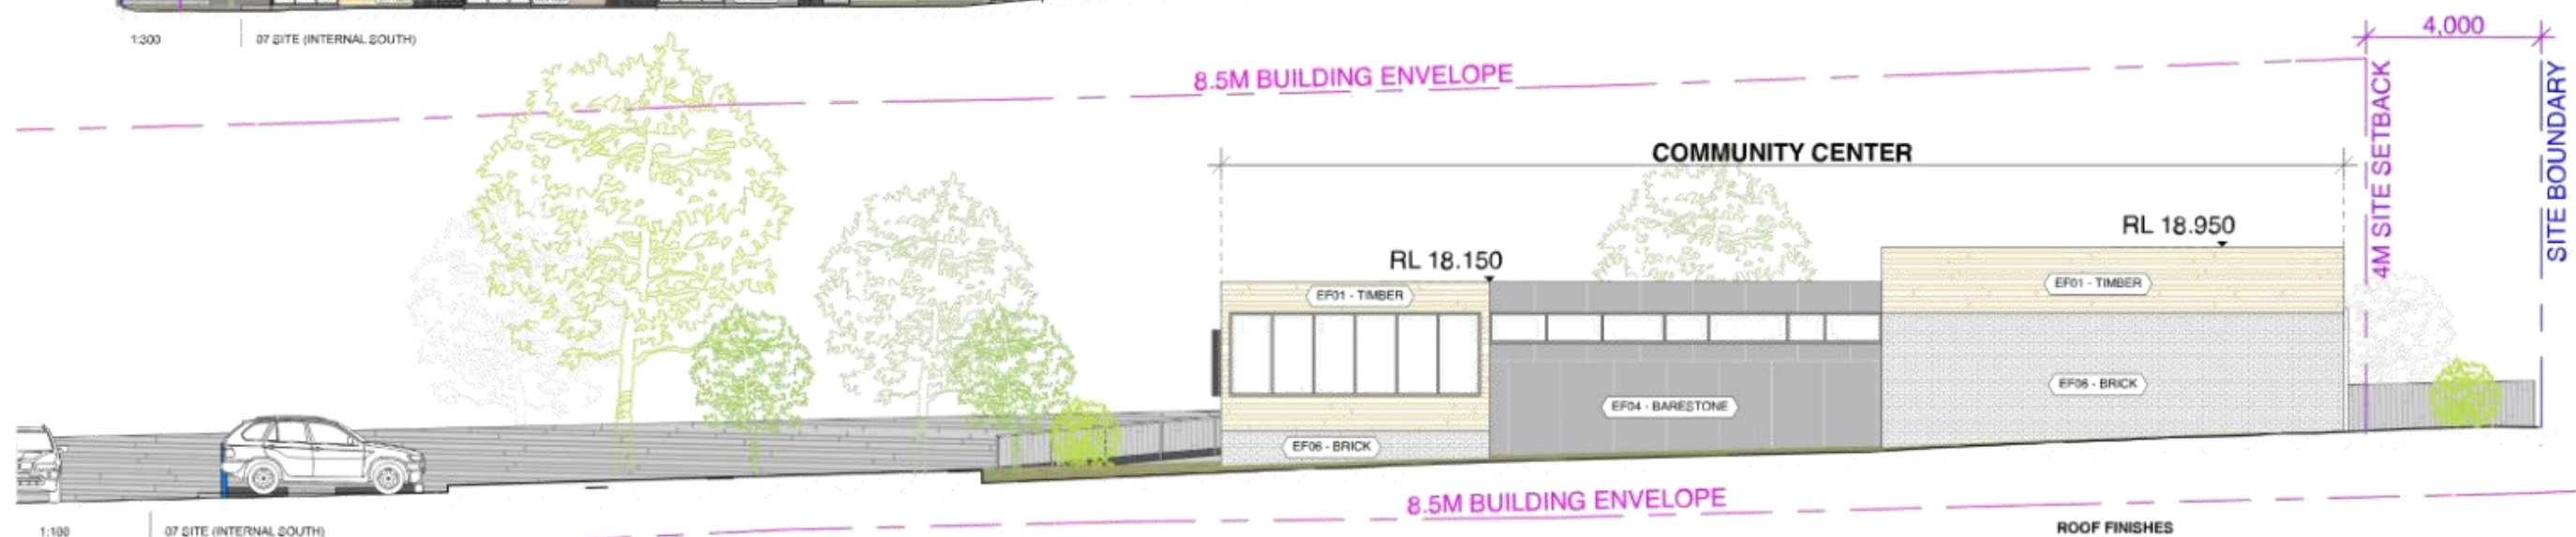 1:300 07 SITE (INTERNAL SOUTH)
4,000
8.5M BUILDING ENVELOPE
4M SITE SETBACK
SITE BOUNDARY
COMMUNITY CENTER
RL 18.950
RL 18.150
EF01 - TIMBER
EF01 - TIMBER
EF06 - BRICK
EF04 - BARESTONE
EF06 - BRICK
8.5M BUILDING ENVELOPE
1:100 07 SITE (INTERNAL SOUTH)
ROOF FINISHES